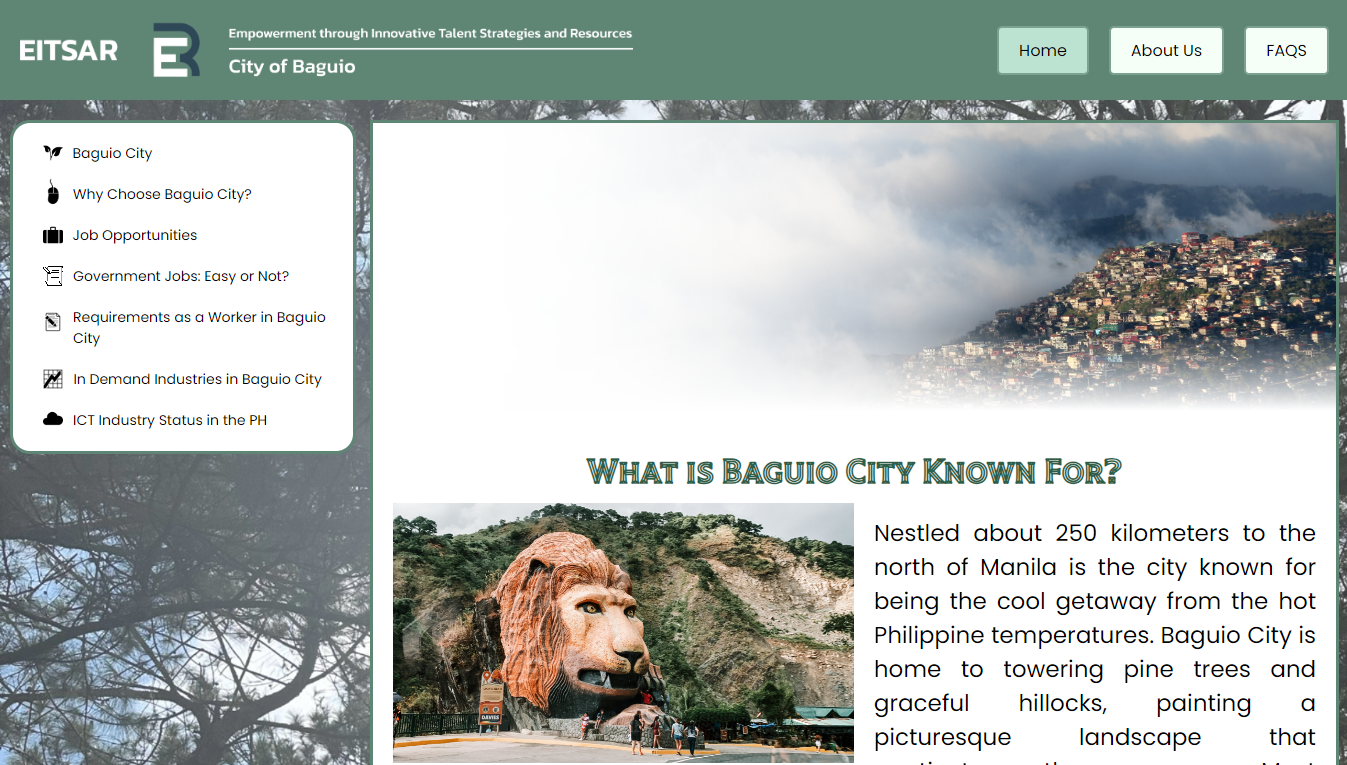 EITSAR
ER
Empowerment through Innovative Talent Strategies and Resources
City of Baguio
Home
About Us
FAQS
Baguio City
Why Choose Baguio City?
Job Opportunities
Government Jobs: Easy or Not?
Requirements as a Worker in Baguio
City
In Demand Industries in Baguio City
ICT Industry Status in the PH
What is Baguio City Known For?
DAVIES
Nestled about 250 kilometers to the
north of Manila is the city known for
being the cool getaway from the hot
Philippine temperatures. Baguio City is
home to towering pine trees and
graceful hillocks, painting a
picturesque landscape that